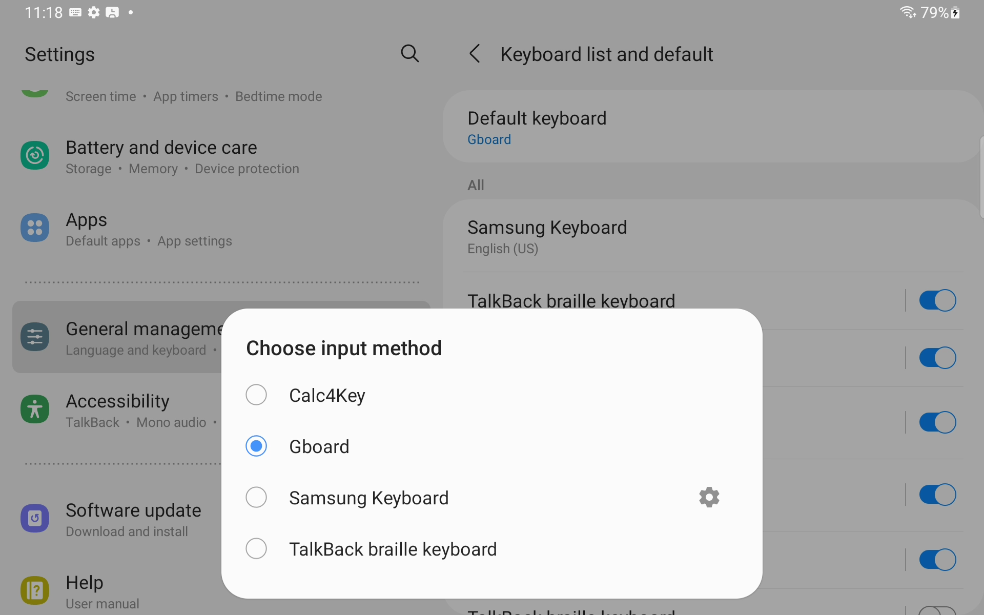 11:18
79%
Settings
Screen time • App timers • Bedtime mode
Battery and device care
Storage • Memory • Device protection
Apps
Default apps • App settings
General manageme
Language and keyboard •
Accessibility
TalkBack • Mono audio •
Software update
Download and install
Help
User manual
Keyboard list and default
Default keyboard
Gboard
All
Samsung Keyboard
English (US)
TalkBack braille keyboard
TalkBack braille keyboard
Choose input method
Calc4Key
Gboard
Samsung Keyboard
TalkBack braille keyboard